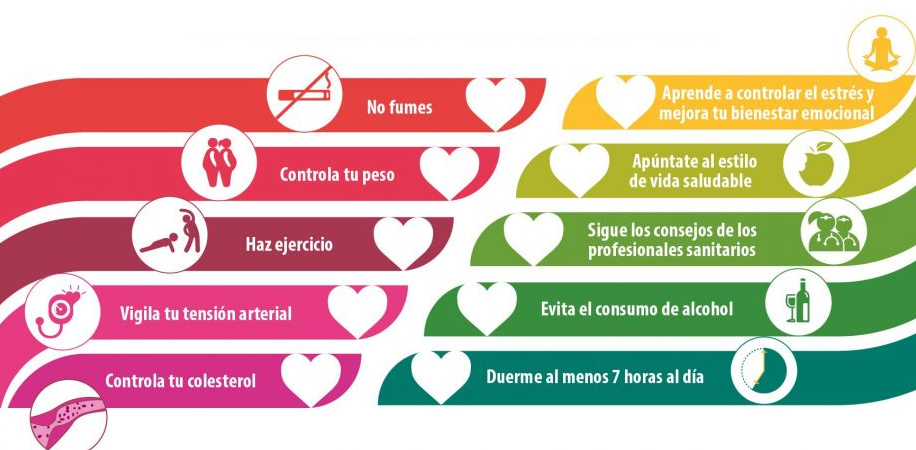 No fumes
Controla tu peso
Haz ejercicio
Vigila tu tensión arterial
Controla tu colesterol
Aprende a controlar el estrés y
mejora tu bienestar emocional
Apúntate al estilo
de vida saludable
Sigue los consejos de los
profesionales sanitarios
Evita el consumo de alcohol
Duerme al menos 7 horas al día